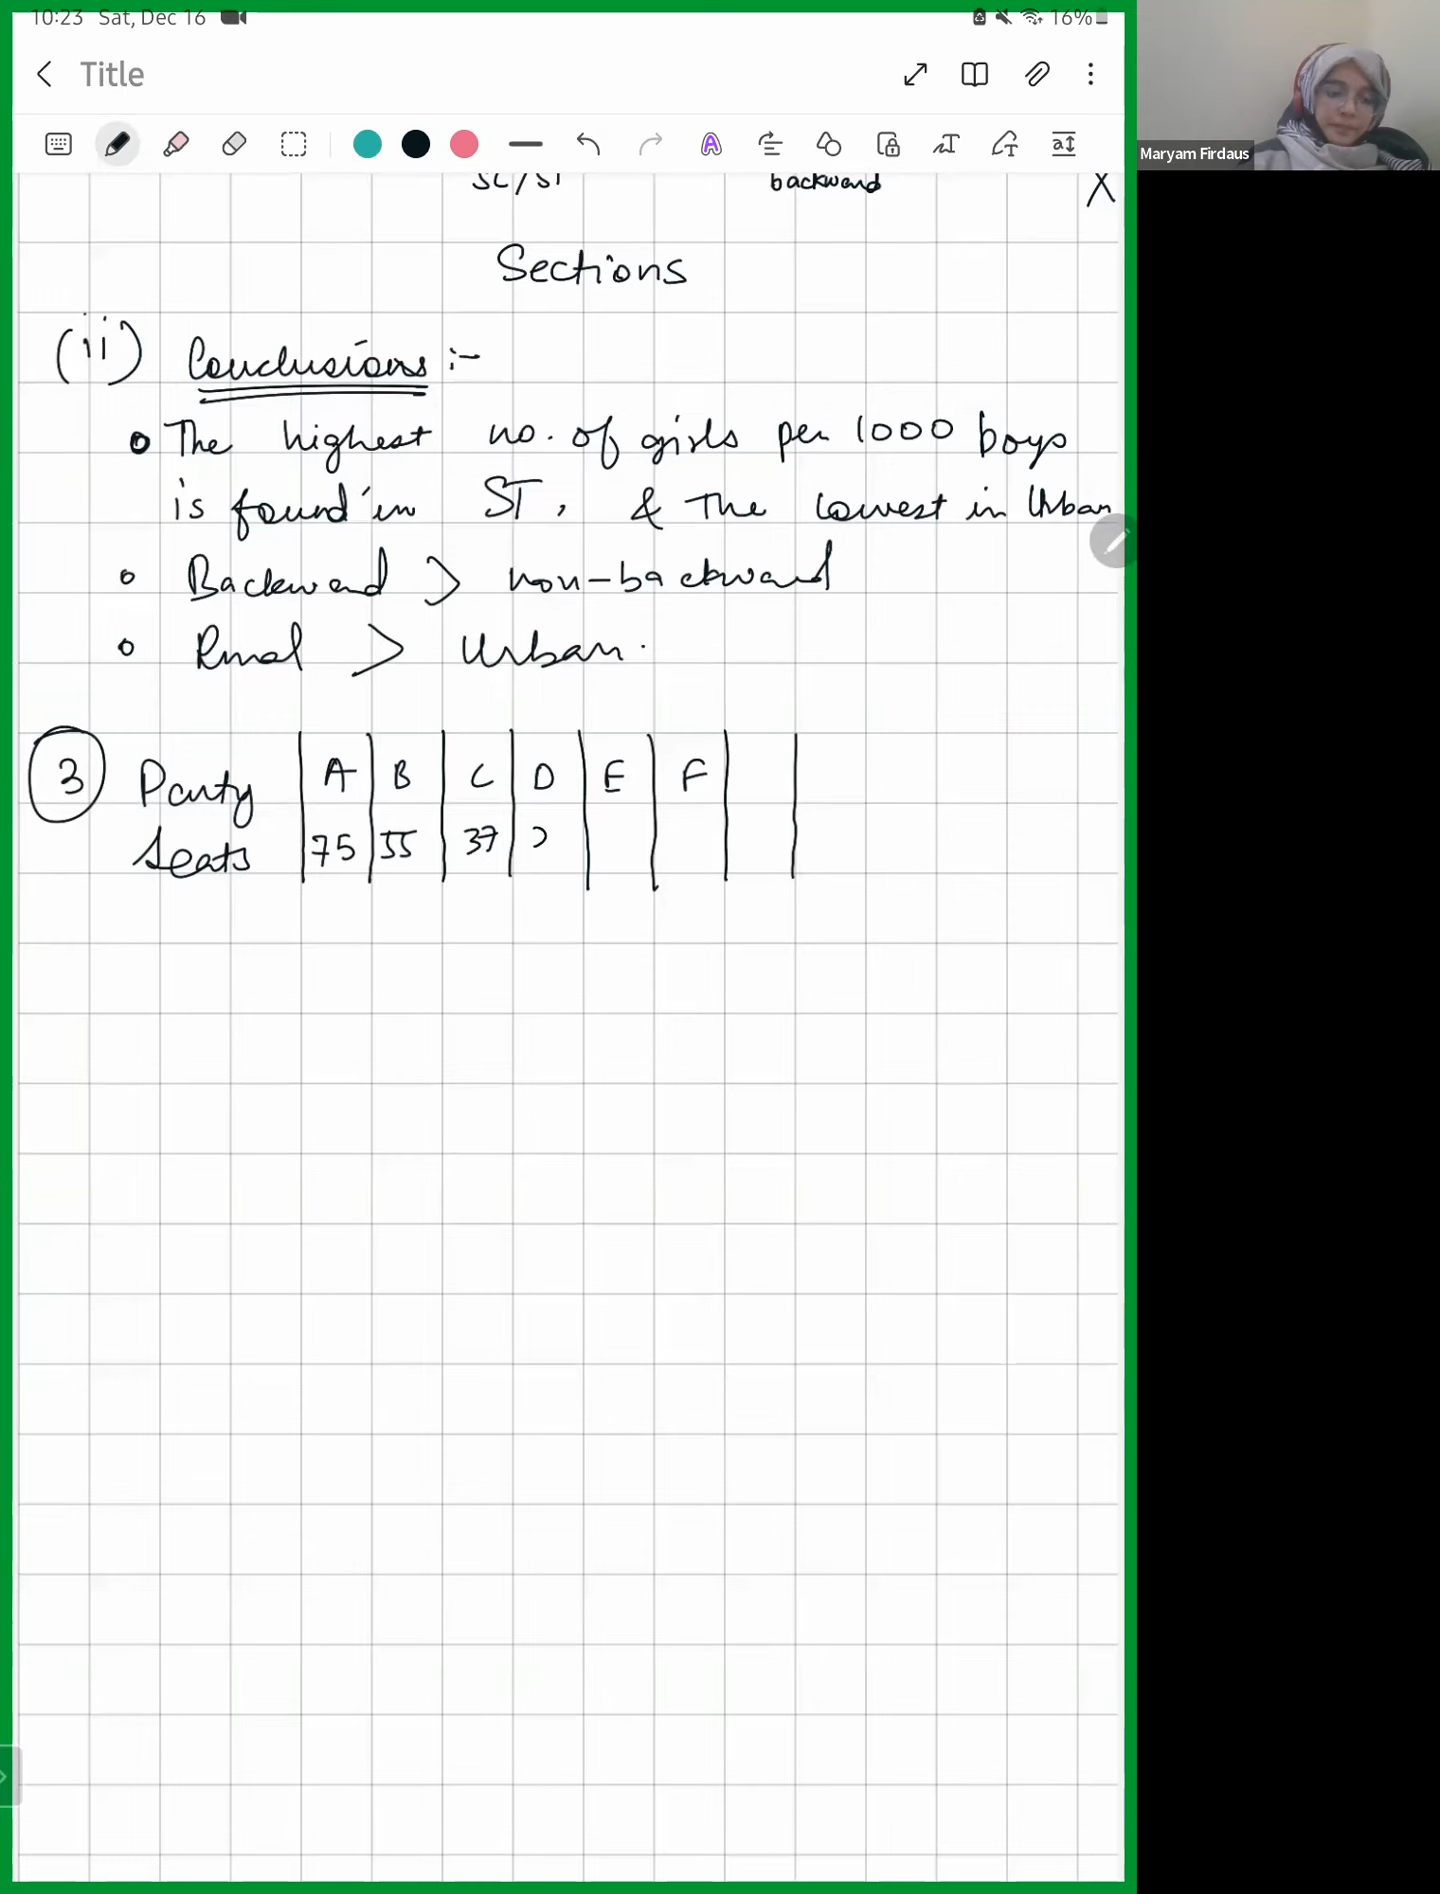 10:23 Sat, Dec 16
16%
Title
Maryam Firdaus
SC/ST backward X
Sections
(ii) Conclusions :-
The highest no. of girls per 1000 boys
is found in ST, & The lowest in Urban
Backward > non-backward
Rural > Urban.
3 Party A B C D E F
Seats 75 55 37